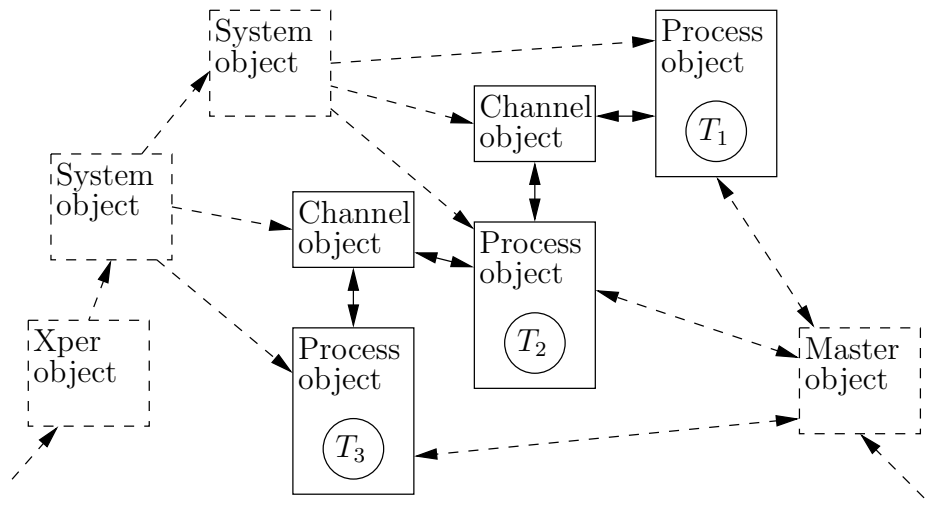 System
object
Process
object
T1
Channel
object
System
object
Channel
object
Process
object
T2
Xper
object
Process
object
T3
Master
object